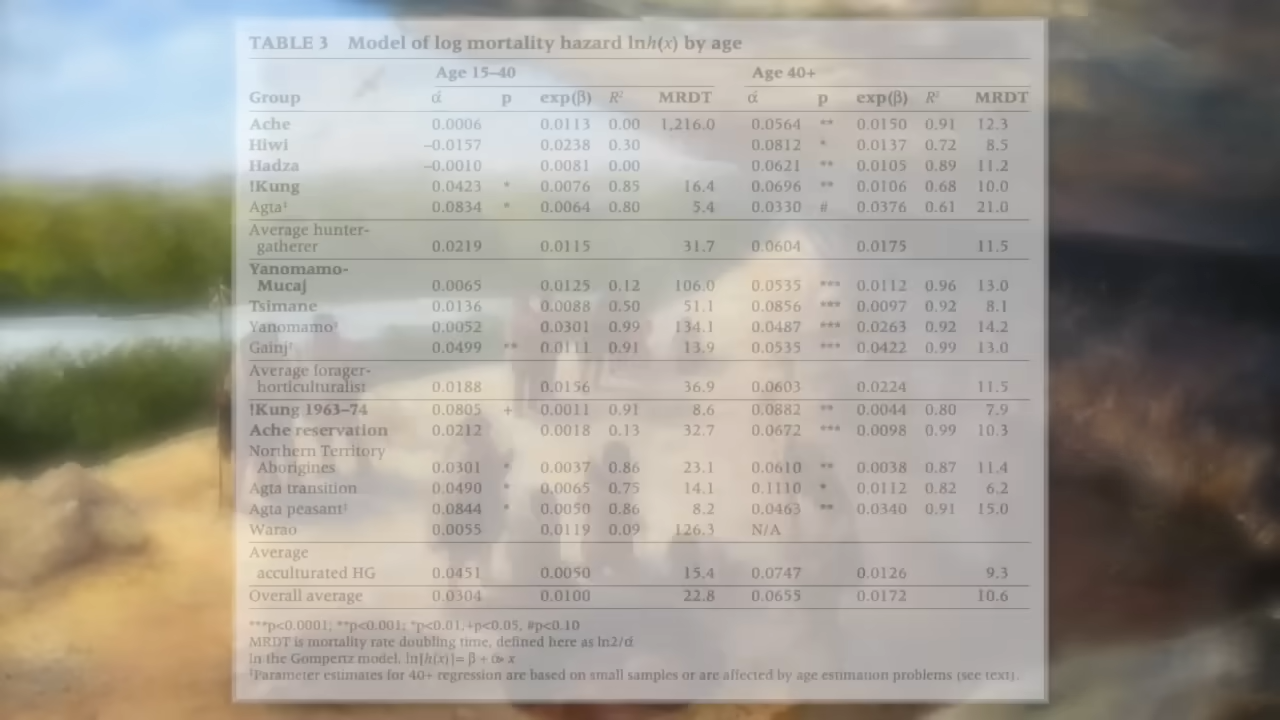 TABLE 3 Model of log mortality hazard lnh(x) by age
Age 15–40 Age 40+
Group ά p exp(β) R² MRDT ά p exp(β) R² MRDT
Ache 0.0006 0.0113 0.00 1,216.0 0.0564 ** 0.0150 0.91 12.3
Hiwi –0.0157 0.0238 0.30 0.0812 * 0.0137 0.72 8.5
Hadza –0.0010 0.0081 0.00 0.0621 ** 0.0105 0.89 11.2
!Kung 0.0423 * 0.0076 0.85 16.4 0.0696 ** 0.0106 0.68 10.0
Agta¹ 0.0834 * 0.0064 0.80 5.4 0.0330 # 0.0376 0.61 21.0
Average hunter-
gatherer 0.0219 0.0115 31.7 0.0604 0.0175 11.5
Yanomamo-
Mucaj 0.0065 0.0125 0.12 106.0 0.0535 *** 0.0112 0.96 13.0
Tsimane 0.0136 0.0088 0.50 51.1 0.0856 *** 0.0097 0.92 8.1
Yanomamo¹ 0.0052 0.0301 0.99 134.1 0.0487 *** 0.0263 0.92 14.2
Gainj¹ 0.0499 ** 0.0111 0.91 13.9 0.0535 *** 0.0422 0.99 13.0
Average forager-
horticulturalist 0.0188 0.0156 36.9 0.0603 0.0224 11.5
!Kung 1963–74 0.0805 + 0.0011 0.91 8.6 0.0882 ** 0.0044 0.80 7.9
Ache reservation 0.0212 0.0018 0.13 32.7 0.0672 *** 0.0098 0.99 10.3
Northern Territory
Aborigines 0.0301 * 0.0037 0.86 23.1 0.0610 ** 0.0038 0.87 11.4
Agta transition 0.0490 * 0.0065 0.75 14.1 0.1110 * 0.0112 0.82 6.2
Agta peasant¹ 0.0844 * 0.0050 0.86 8.2 0.0463 ** 0.0340 0.91 15.0
Warao 0.0055 0.0119 0.09 126.3 N/A
Average
acculturated HG 0.0451 0.0050 15.4 0.0747 0.0126 9.3
Overall average 0.0304 0.0100 22.8 0.0655 0.0172 10.6
***p<0.0001; **p<0.001; *p<0.01,+p<0.05, #p<0.10
MRDT is mortality rate doubling time, defined here as ln2/ά
In the Gompertz model, ln[h(x)]= β + ά* x
¹Parameter estimates for 40+ regression are based on small samples or are affected by age estimation problems (see text).